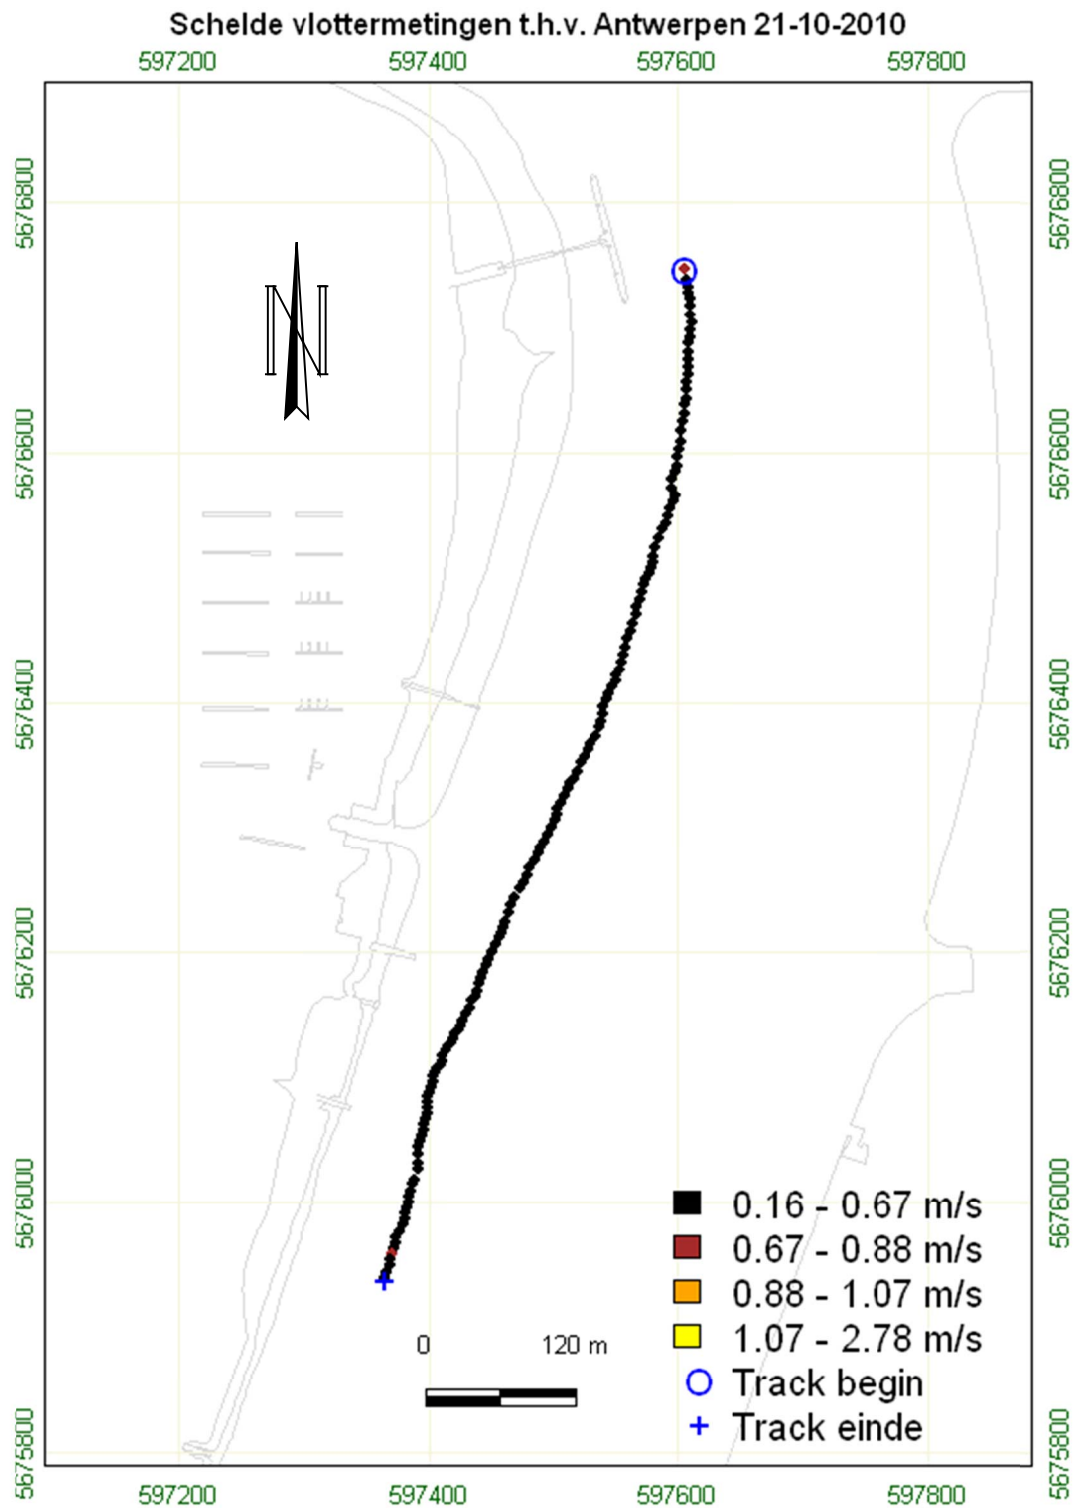 Schelde vlottermetingen t.h.v. Antwerpen 21-10-2010
597200 597400 597600 597800
5676800 5676800
N
5676600 5676600
5676400 5676400
5676200 5676200
5676000 5676000
0.16 - 0.67 m/s
0.67 - 0.88 m/s
0.88 - 1.07 m/s
1.07 - 2.78 m/s
0 120 m
Track begin
Track einde
5675800 5675800
597200 597400 597600 597800